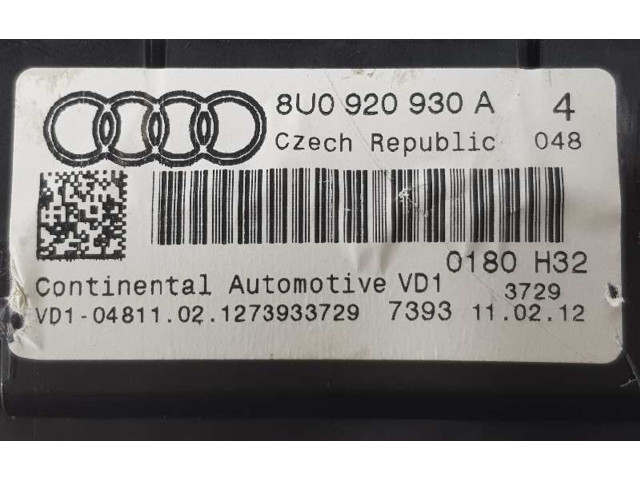 8U0 920 930 A 4
Czech Republic 048
0180 H32
Continental Automotive VD1 3729
VD1-04811.02.1273933729 7393 11.02.12